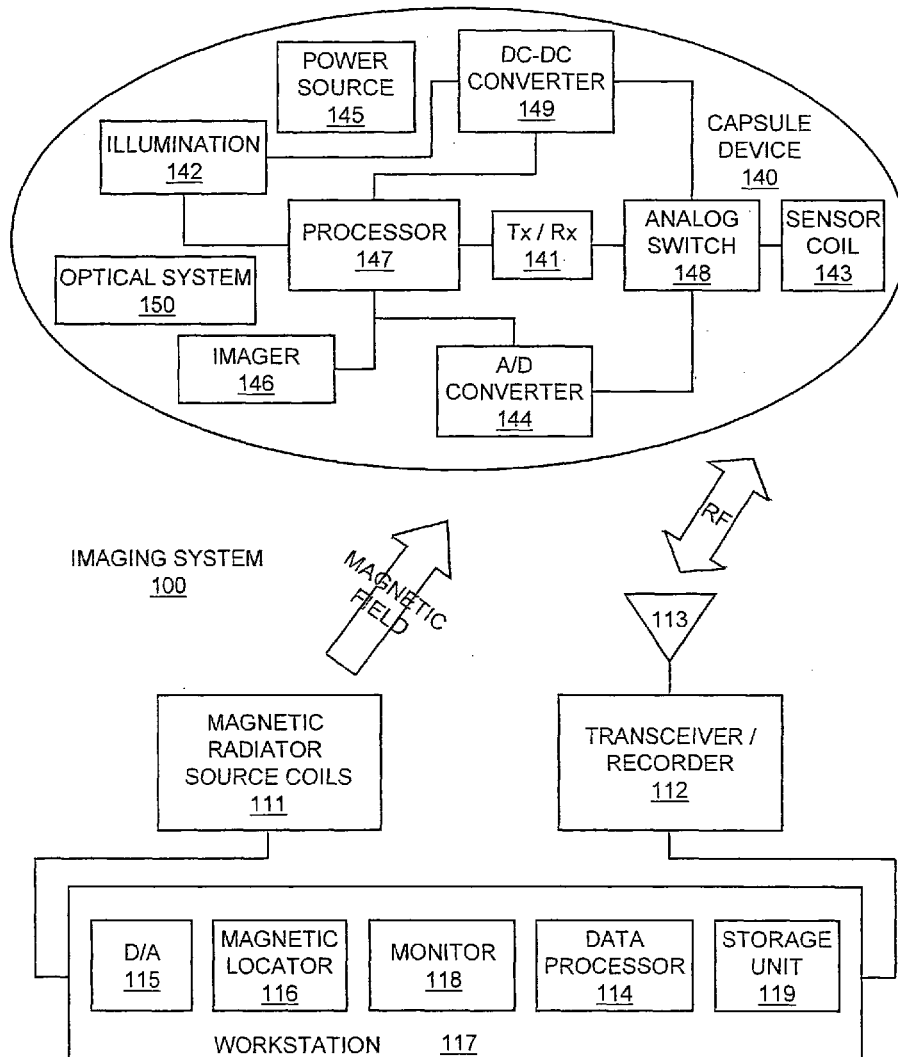 POWER
SOURCE
145
DC-DC
CONVERTER
149
ILLUMINATION
142
CAPSULE
DEVICE
140
PROCESSOR
147
Tx / Rx
141
ANALOG
SWITCH
148
SENSOR
COIL
143
OPTICAL SYSTEM
150
IMAGER
146
A/D
CONVERTER
144
RF
IMAGING SYSTEM
100
MAGNETIC
FIELD
113
MAGNETIC
RADIATOR
SOURCE COILS
111
TRANSCEIVER /
RECORDER
112
D/A
115
MAGNETIC
LOCATOR
116
MONITOR
118
DATA
PROCESSOR
114
STORAGE
UNIT
119
WORKSTATION 117